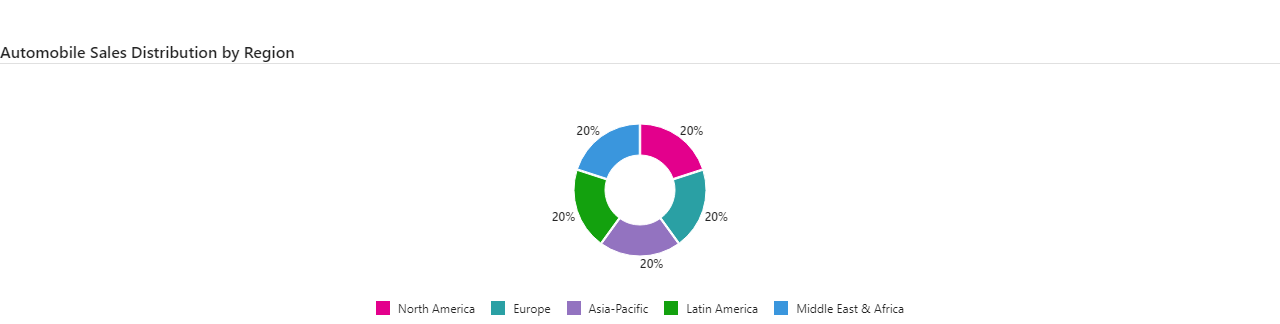 Automobile Sales Distribution by Region
20% 20%
20% 20%
20%
North America Europe Asia-Pacific Latin America Middle East & Africa